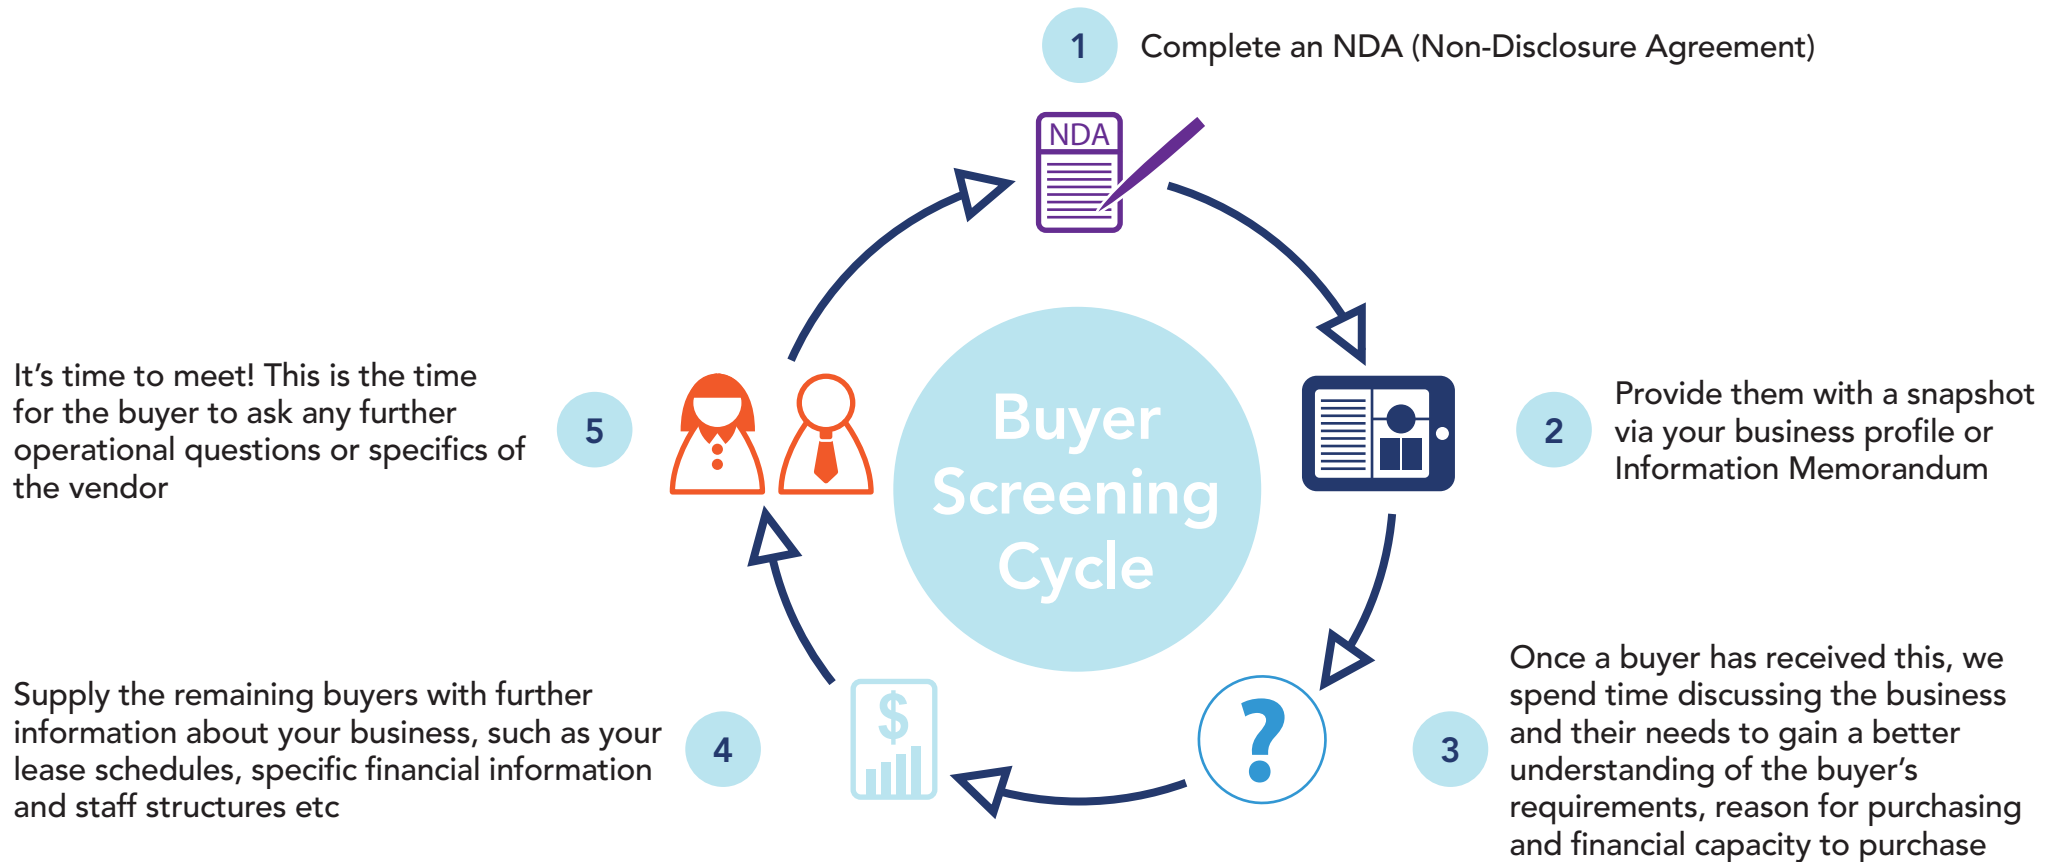 1
Complete an NDA (Non-Disclosure Agreement)
NDA
Buyer
Screening
Cycle
2
Provide them with a snapshot
via your business profile or
Information Memorandum
3
Once a buyer has received this, we
spend time discussing the business
and their needs to gain a better
understanding of the buyer’s
requirements, reason for purchasing
and financial capacity to purchase
?
4
Supply the remaining buyers with further
information about your business, such as your
lease schedules, specific financial information
and staff structures etc
$
5
It’s time to meet! This is the time
for the buyer to ask any further
operational questions or specifics of
the vendor